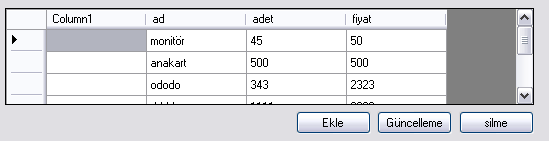 Column1 ad adet fiyat
monitör 45 50
anakart 500 500
ododo 343 2323
Ekle Güncelleme silme